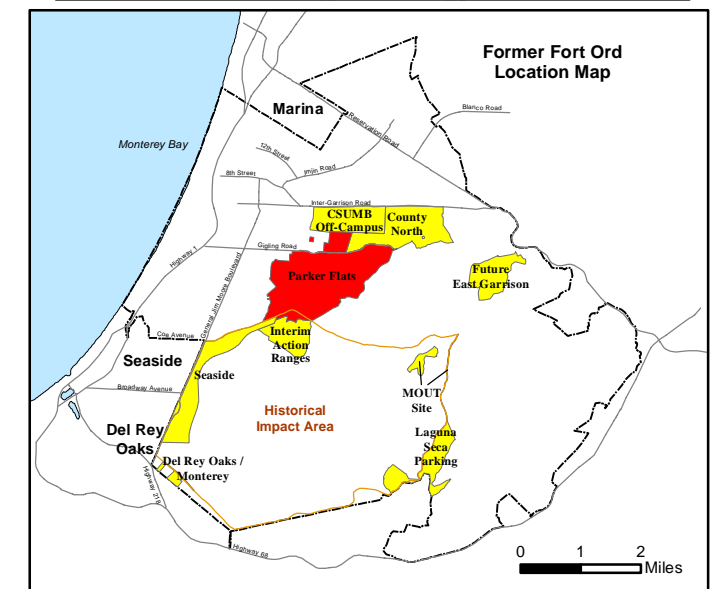 Former Fort Ord
Location Map
Marina
Blanco Road
Reservation Road
Monterey Bay
12th Street
Imjin Road
8th Street
Inter-Garrison Road
CSUMB
Off-Campus
County
North
Gigling Road
Highway 1
General Jim Moore Boulevard
Parker Flats
Future
East Garrison
Coe Avenue
Interim
Action
Ranges
Seaside
Seaside
Broadway Avenue
MOUT
Site
Historical
Impact Area
Del Rey
Oaks
Laguna
Seca
Parking
Del Rey Oaks /
Monterey
Highway 218
Highway 68
0 1 2
Miles